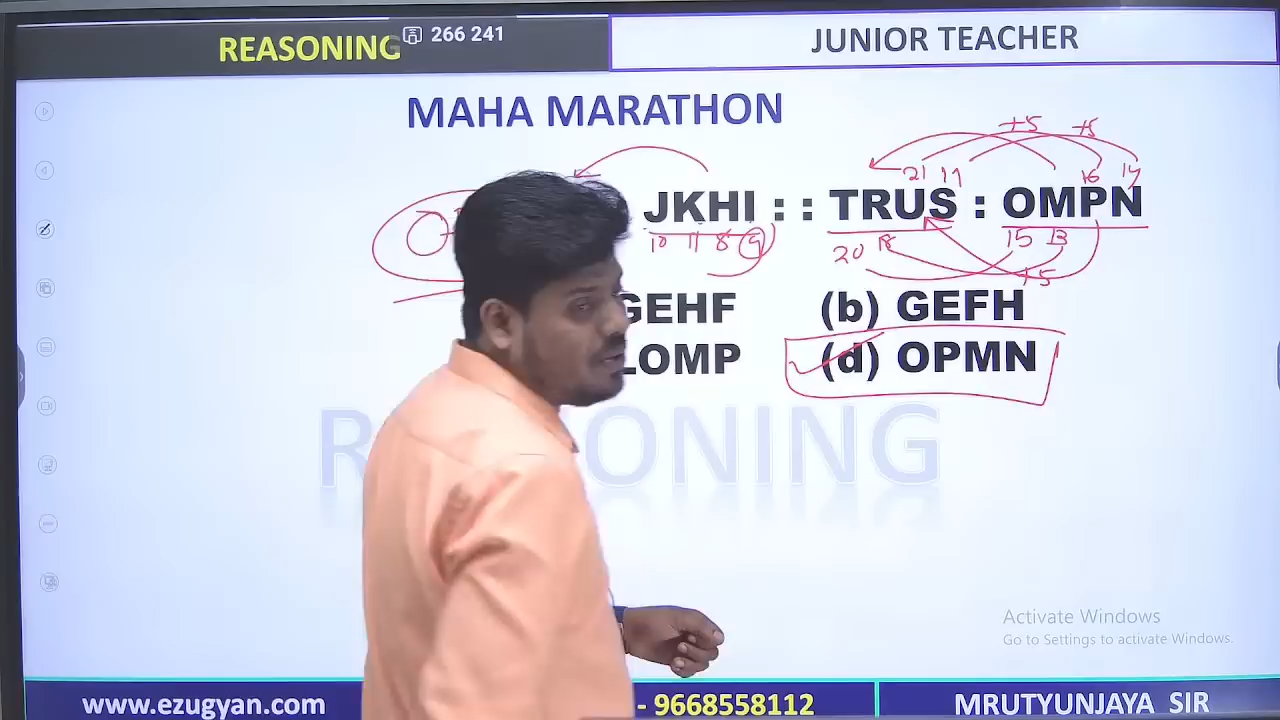 REASONING 266 241
JUNIOR TEACHER
MAHA MARATHON
+5 +5
21 16
JKHI : : TRUS : OMPN
10 11 8 9 20 18 15 13
+5
GEHF (b) GEFH
LOMP (d) OPMN
REASONING
Activate Windows
Go to Settings to activate Windows.
www.ezugyan.com - 9668558112 MRUTYUNJAYA SIR